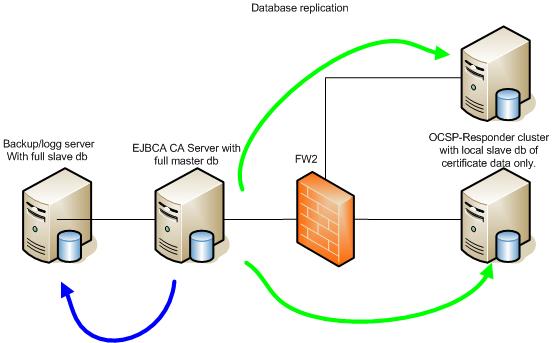 Database replication
Backup/logg server
With full slave db
EJBCA CA Server with
full master db
FW2
OCSP-Responder cluster
with local slave db of
certificate data only.